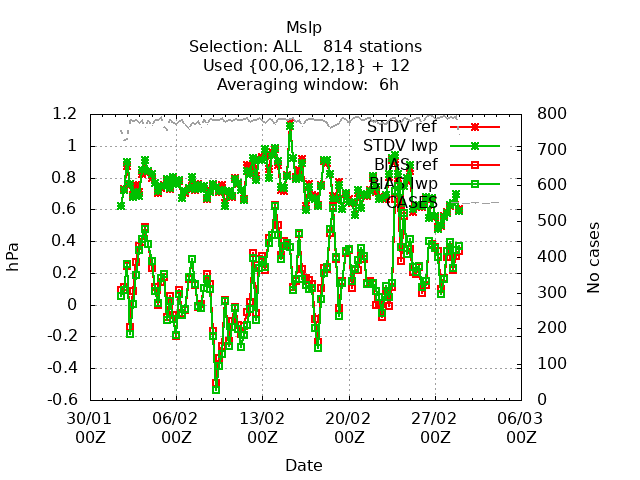 Mslp
Selection: ALL    814 stations
Used {00,06,12,18} + 12
Averaging window:  6h
1.2
1
0.8
0.6
0.4
0.2
0
-0.2
-0.4
-0.6
hPa
800
700
600
500
400
300
200
100
0
No cases
STDV ref
STDV lwp
BIAS ref
BIAS lwp
CASES
30/01 06/02 13/02 20/02 27/02 06/03
00Z 00Z 00Z 00Z 00Z 00Z
Date